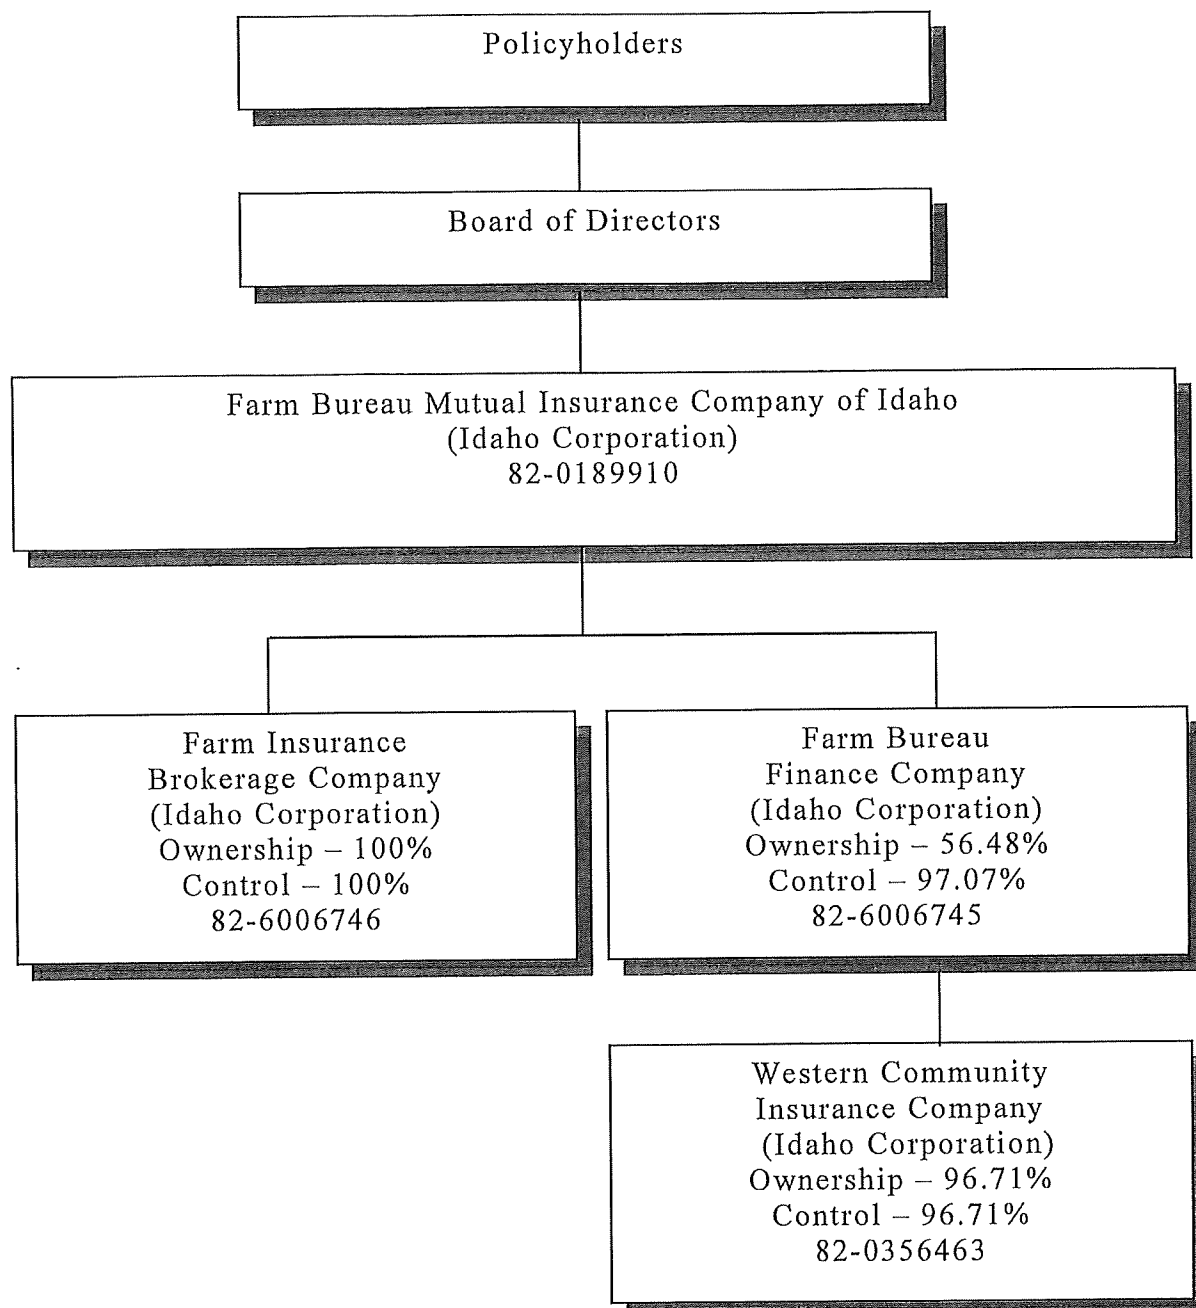 Policyholders
Board of Directors
Farm Bureau Mutual Insurance Company of Idaho
(Idaho Corporation)
82-0189910
Farm Insurance
Brokerage Company
(Idaho Corporation)
Ownership – 100%
Control – 100%
82-6006746
Farm Bureau
Finance Company
(Idaho Corporation)
Ownership – 56.48%
Control – 97.07%
82-6006745
Western Community
Insurance Company
(Idaho Corporation)
Ownership – 96.71%
Control – 96.71%
82-0356463